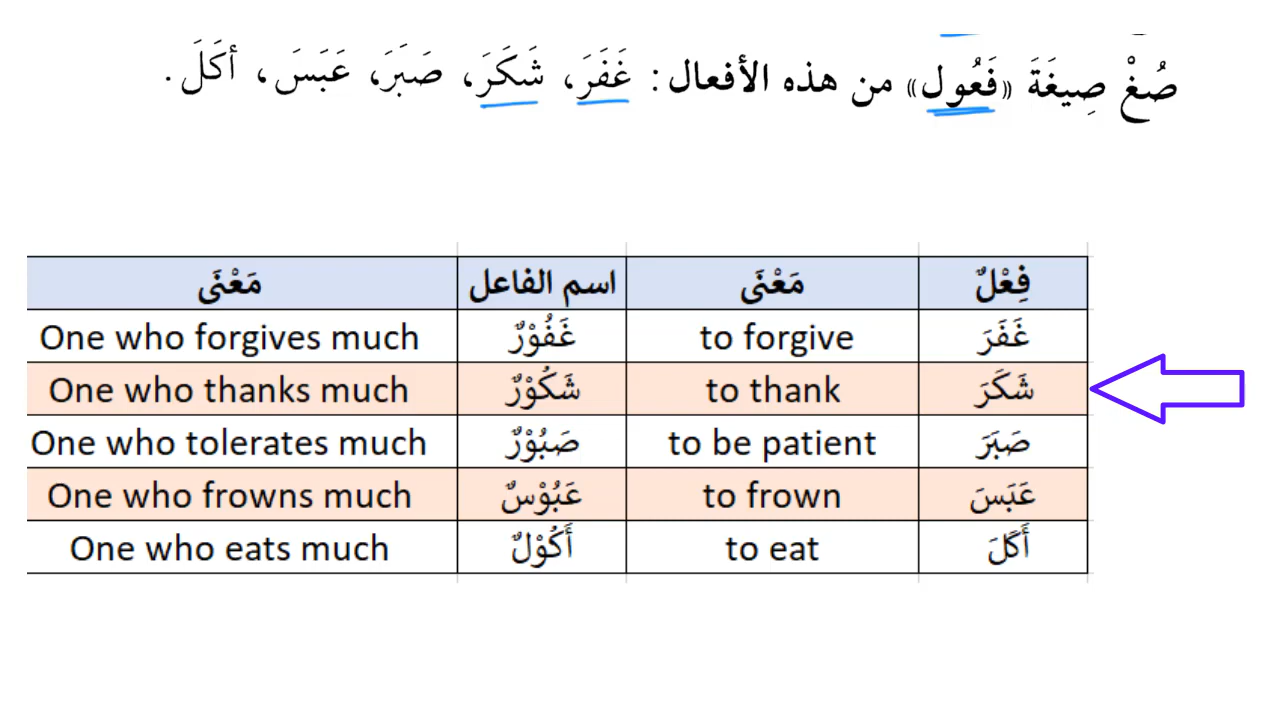 صُغْ صِيغَةَ «فَعُول» من هذه الأفعال: غَفَرَ، شَكَرَ، صَبَرَ، عَبَسَ، أكَلَ.
فِعْلٌ مَعْنَى اسم الفاعل مَعْنَى
غَفَرَ to forgive غَفُوْرٌ One who forgives much
شَكَرَ to thank شَكُوْرٌ One who thanks much
صَبَرَ to be patient صَبُوْرٌ One who tolerates much
عَبَسَ to frown عَبُوْسٌ One who frowns much
أَكَلَ to eat أَكُوْلٌ One who eats much